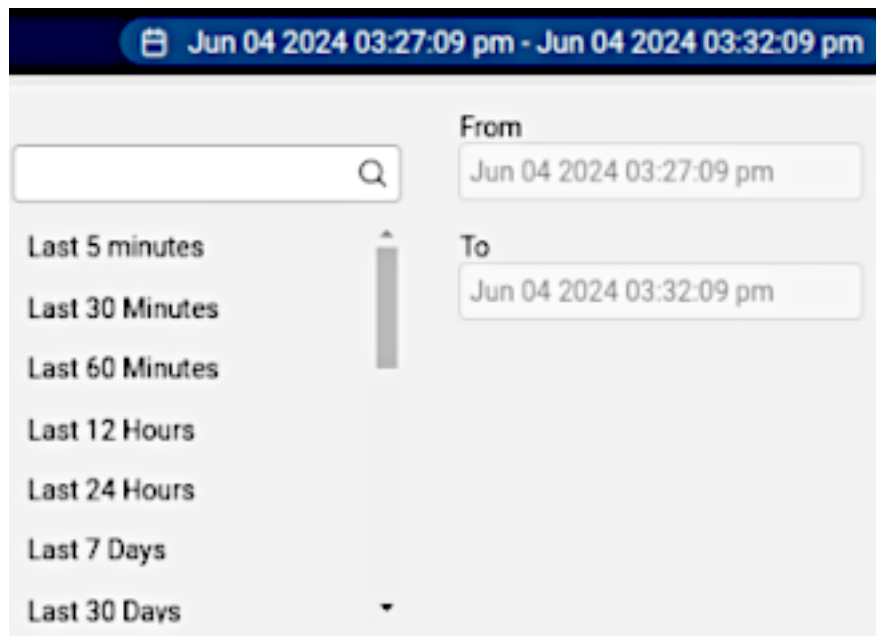 Jun 04 2024 03:27:09 pm - Jun 04 2024 03:32:09 pm
From
Jun 04 2024 03:27:09 pm
To
Jun 04 2024 03:32:09 pm
Last 5 minutes
Last 30 Minutes
Last 60 Minutes
Last 12 Hours
Last 24 Hours
Last 7 Days
Last 30 Days